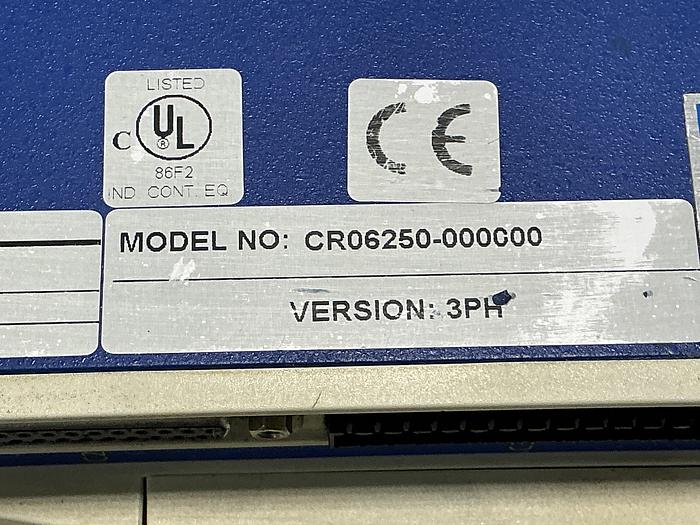 LISTED
C UL ®
86F2
IND CONT. EQ
CE
MODEL NO: CR06250-000000
VERSION: 3PH